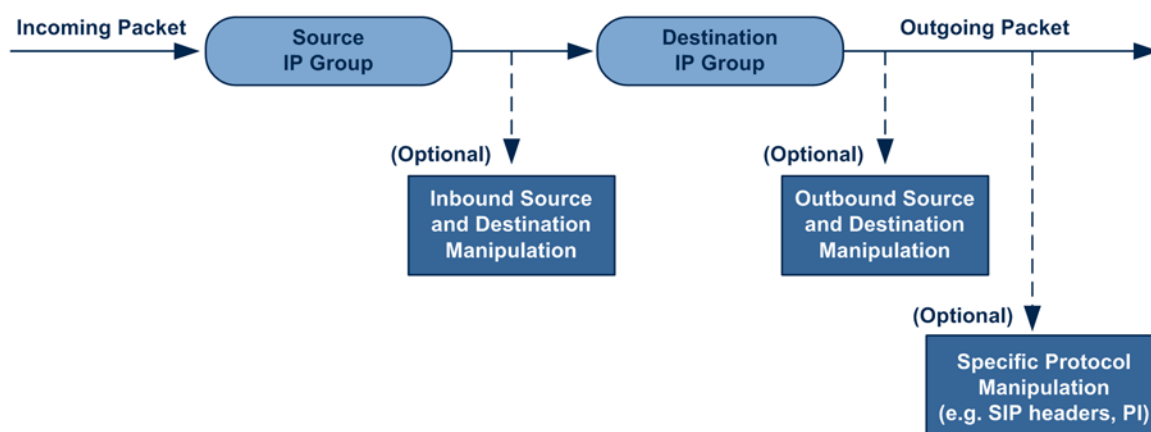 Incoming Packet
Source
IP Group
Destination
IP Group
Outgoing Packet
(Optional)
Inbound Source
and Destination
Manipulation
(Optional)
Outbound Source
and Destination
Manipulation
(Optional)
Specific Protocol
Manipulation
(e.g. SIP headers, PI)